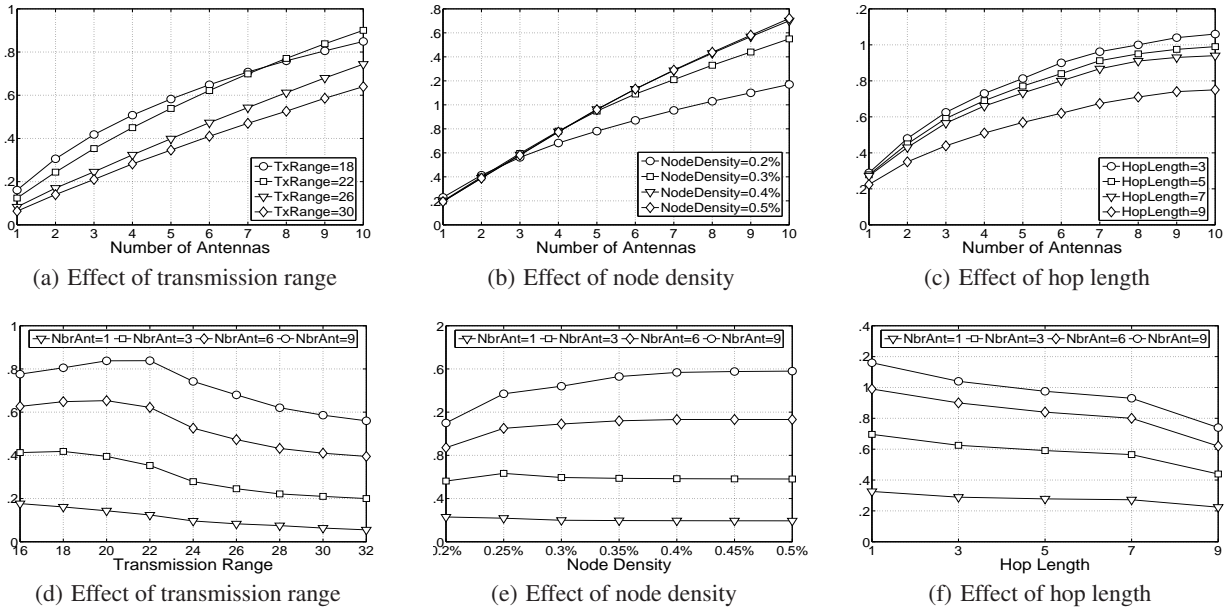 1
.8
.6
.4
.2
0
1 2 3 4 5 6 7 8 9 10
Number of Antennas
TxRange=18
TxRange=22
TxRange=26
TxRange=30
(a) Effect of transmission range
.8
.6
.4
.2
1
.8
.6
.4
.2
0
1 2 3 4 5 6 7 8 9 10
Number of Antennas
NodeDensity=0.2%
NodeDensity=0.3%
NodeDensity=0.4%
NodeDensity=0.5%
(b) Effect of node density
.2
1
.8
.6
.4
.2
0
1 2 3 4 5 6 7 8 9 10
Number of Antennas
HopLength=3
HopLength=5
HopLength=7
HopLength=9
(c) Effect of hop length
1
.8
.6
.4
.2
0
NbrAnt=1 NbrAnt=3 NbrAnt=6 NbrAnt=9
16 18 20 22 24 26 28 30 32
Transmission Range
(d) Effect of transmission range
2
.6
.2
.8
.4
0
NbrAnt=1 NbrAnt=3 NbrAnt=6 NbrAnt=9
0.2% 0.25% 0.3% 0.35% 0.4% 0.45% 0.5%
Node Density
(e) Effect of node density
.4
.2
1
.8
.6
.4
.2
0
NbrAnt=1 NbrAnt=3 NbrAnt=6 NbrAnt=9
1 3 5 7 9
Hop Length
(f) Effect of hop length